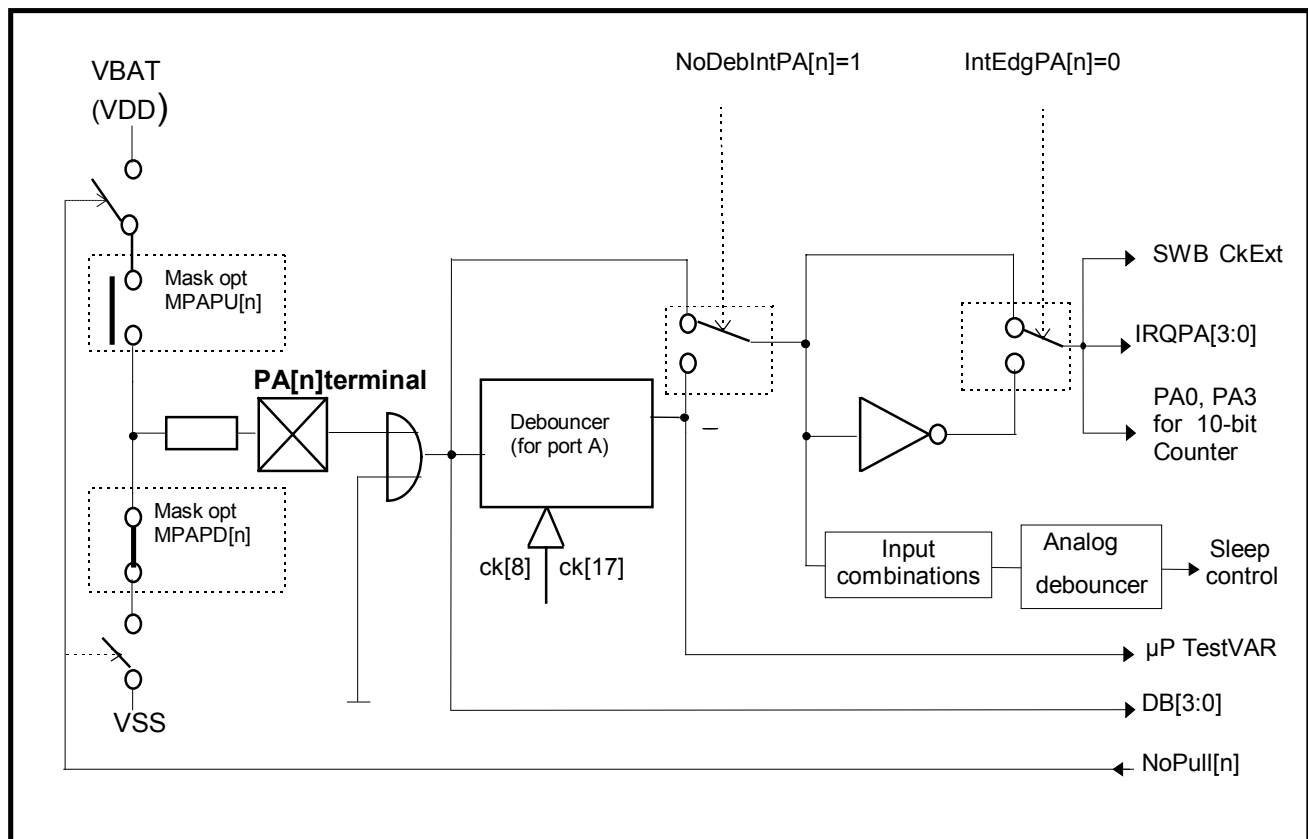 VBAT
(VDD)
NoDebIntPA[n]=1
IntEdgPA[n]=0
Mask opt
MPAPU[n]
PA[n]terminal
Debouncer
(for port A)
ck[8]
ck[17]
Mask opt
MPAPD[n]
VSS
SWB CkExt
IRQPA[3:0]
PA0, PA3
for 10-bit
Counter
Input
combinations
Analog
debouncer
Sleep
control
µP TestVAR
DB[3:0]
NoPull[n]